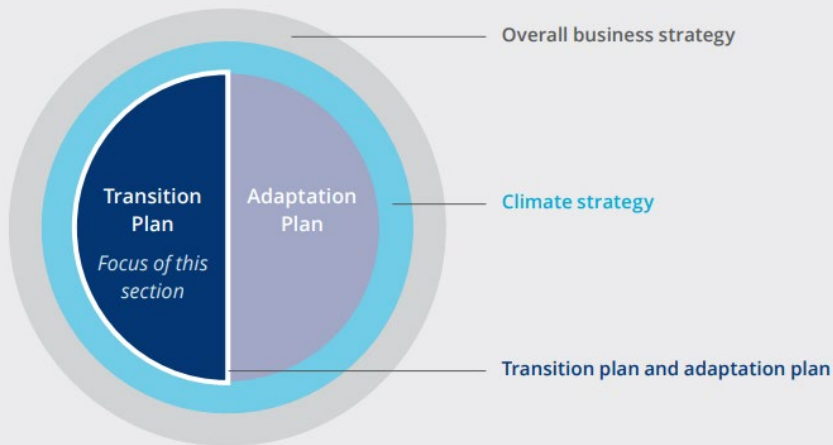 Overall business strategy
Transition
Plan
Focus of this
section
Adaptation
Plan
Climate strategy
Transition plan and adaptation plan